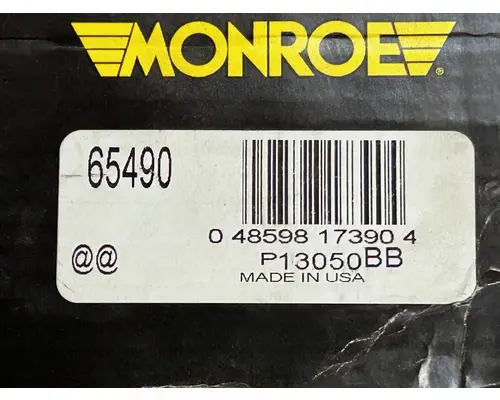 MONROE®
65490
0 48598 17390 4
@@
P13050BB
MADE IN USA